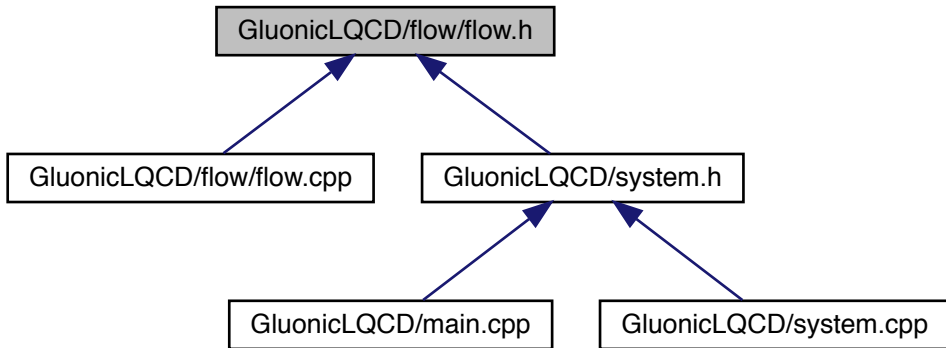 GluonicLQCD/flow/flow.h
GluonicLQCD/flow/flow.cpp
GluonicLQCD/system.h
GluonicLQCD/main.cpp
GluonicLQCD/system.cpp